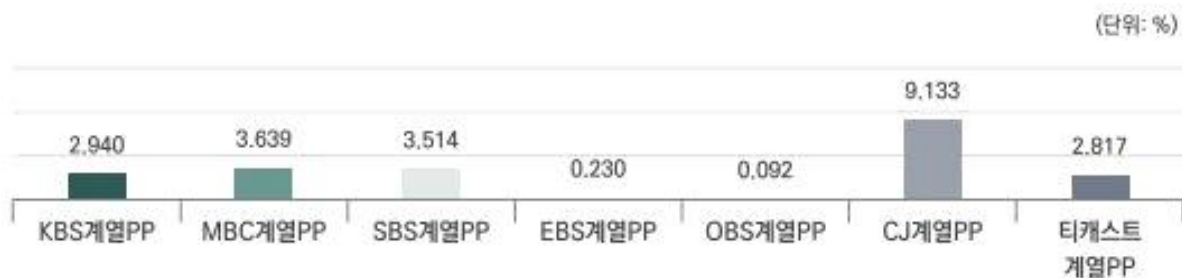 (단위: %)
2.940
3.639
3.514
0.230
0.092
9.133
2.817
KBS계열PP
MBC계열PP
SBS계열PP
EBS계열PP
OBS계열PP
CJ계열PP
티캐스트
계열PP